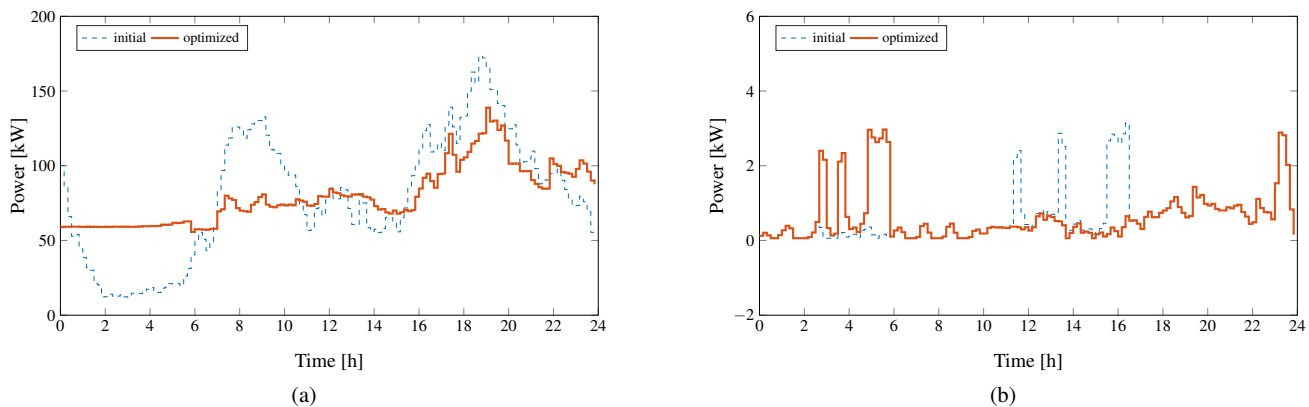 200
150
100
50
0
initial optimized
Power [kW]
0 2 4 6 8 10 12 14 16 18 20 22 24
Time [h]
(a)
6
4
2
0
−2
initial optimized
Power [kW]
0 2 4 6 8 10 12 14 16 18 20 22 24
Time [h]
(b)